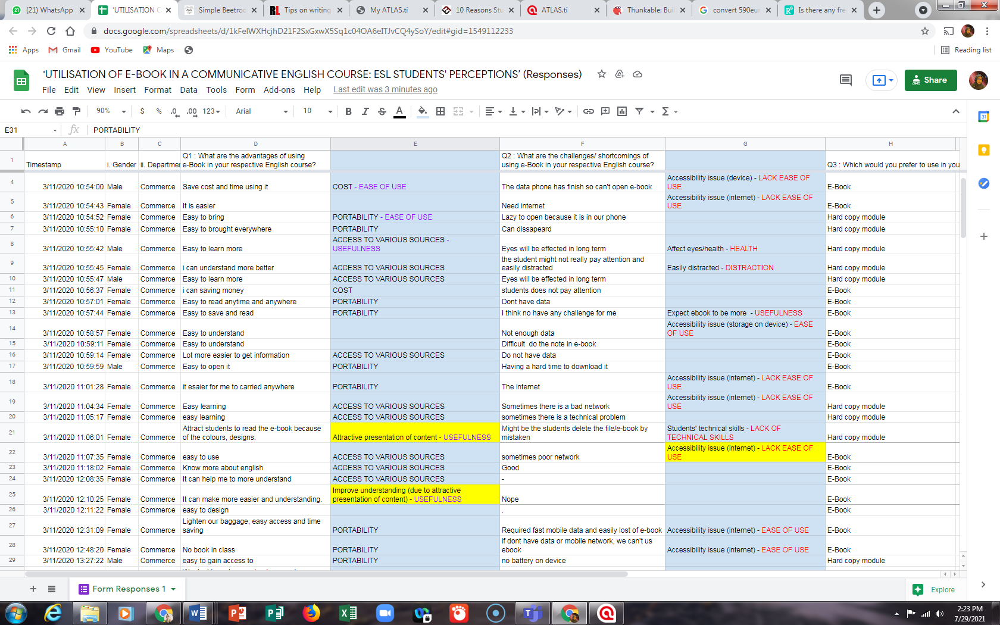 (21) WhatsApp
'UTILISATION O
Simple Beetroo
Tips on writing
My ATLAS.ti
10 Reasons Stu
ATLAS.ti
Thunkable: Bui
convert 590eur
Is there any fre
docs.google.com/spreadsheets/d/1kFelWXHcjhD21F2SxGxwX5Sq1c04OA6eITJvCQ4ySoY/edit#gid=1549112233
Apps Gmail YouTube Maps Reading list
'UTILISATION OF E-BOOK IN A COMMUNICATIVE ENGLISH COURSE: ESL STUDENTS' PERCEPTIONS' (Responses)
File Edit View Insert Format Data Tools Form Add-ons Help Last edit was 3 minutes ago
Share
90% $ % .0 .00 123 Arial 10 B I S A
31
E31 fx PORTABILITY
A B C D E F G H
1 Timestamp i. Gender ii. Departmer Q1 : What are the advantages of using
e-Book in your respective English course? Q2 : What are the challenges/ shortcomings of
using e-Book in your respective English course? Q3 : Which would you prefer to use in you
4 3/11/2020 10:54:00 Male Commerce Save cost and time using it COST - EASE OF USE The data phone has finish so can't open e-book Accessibility issue (device) - LACK EASE OF
USE E-Book
5 3/11/2020 10:54:43 Female Commerce It is easier Need internet Accessibility issue (internet) - LACK EASE OF
USE E-Book
6 3/11/2020 10:54:52 Female Commerce Easy to bring PORTABILITY - EASE OF USE Lazy to open because it is in our phone Hard copy module
7 3/11/2020 10:55:10 Female Commerce Easy to brought everywhere PORTABILITY Can dissapeard Hard copy module
8 3/11/2020 10:55:42 Male Commerce Easy to learn more ACCESS TO VARIOUS SOURCES -
USEFULNESS Eyes will be effected in long term Affect eyes/health - HEALTH Hard copy module
9 3/11/2020 10:55:45 Female Commerce i can understand more better ACCESS TO VARIOUS SOURCES the student might not really pay attention and
easily distracted Easily distracted - DISTRACTION Hard copy module
10 3/11/2020 10:55:47 Male Commerce Easy to learn more ACCESS TO VARIOUS SOURCES Eyes will be effected in long term Hard copy module
11 3/11/2020 10:56:37 Female Commerce i can saving money COST students does not pay attention E-Book
12 3/11/2020 10:57:01 Female Commerce Easy to read anytime and anywhere PORTABILITY Dont have data E-Book
13 3/11/2020 10:57:44 Female Commerce Easy to save and read PORTABILITY I think no have any challenge for me Expect ebook to be more - USEFULNESS E-Book
14 3/11/2020 10:58:57 Female Commerce Easy to understand Not enough data Accessibility issue (storage on device) - EASE
OF USE E-Book
15 3/11/2020 10:59:11 Female Commerce Easy to understand Difficult do the note in e-book E-Book
16 3/11/2020 10:59:14 Female Commerce Lot more easier to get information ACCESS TO VARIOUS SOURCES Do not have data E-Book
17 3/11/2020 10:59:59 Male Commerce Easy to open it PORTABILITY Having a hard time to download it E-Book
18 3/11/2020 11:01:28 Female Commerce it esaier for me to carried anywhere PORTABILITY The internet Accessibility issue (internet) - LACK EASE OF
USE E-Book
19 3/11/2020 11:04:34 Female Commerce Easy learning ACCESS TO VARIOUS SOURCES Sometimes there is a bad network Accessibility issue (internet) - LACK EASE OF
USE Hard copy module
20 3/11/2020 11:05:17 Female Commerce easy learning ACCESS TO VARIOUS SOURCES sometimes there is a technical problem Hard copy module
21 3/11/2020 11:06:01 Female Commerce Attract students to read the e-book because
of the colours, designs. Attractive presentation of content - USEFULNESS Might be the students delete the file/e-book by
mistaken Students' technical skills - LACK OF
TECHNICAL SKILLS Hard copy module
22 3/11/2020 11:07:35 Female Commerce easy to use ACCESS TO VARIOUS SOURCES sometimes poor network Accessibility issue (internet) - LACK EASE OF
USE E-Book
23 3/11/2020 11:18:02 Female Commerce Know more about english ACCESS TO VARIOUS SOURCES Good E-Book
24 3/11/2020 12:08:35 Female Commerce It can help me to more understand ACCESS TO VARIOUS SOURCES - E-Book
25 3/11/2020 12:10:25 Female Commerce It can make more easier and understanding. Improve understanding (due to attractive
presentation of content) - USEFULNESS Nope E-Book
26 3/11/2020 12:11:22 Female Commerce easy to design . E-Book
27 3/11/2020 12:31:09 Female Commerce Lighten our baggage, easy access and time
saving PORTABILITY Required fast mobile data and easily lost of e-book Accessibility issue (internet) - EASE OF USE E-Book
28 3/11/2020 12:48:20 Female Commerce No book in class PORTABILITY if dont have data or mobile network, we can't us
ebook Accessibility issue (internet) - EASE OF USE E-Book
29 3/11/2020 13:27:22 Male Commerce easy to gain access to PORTABILITY no battery on device Hard copy module
Form Responses 1
Explore
2:23 PM
7/29/2021